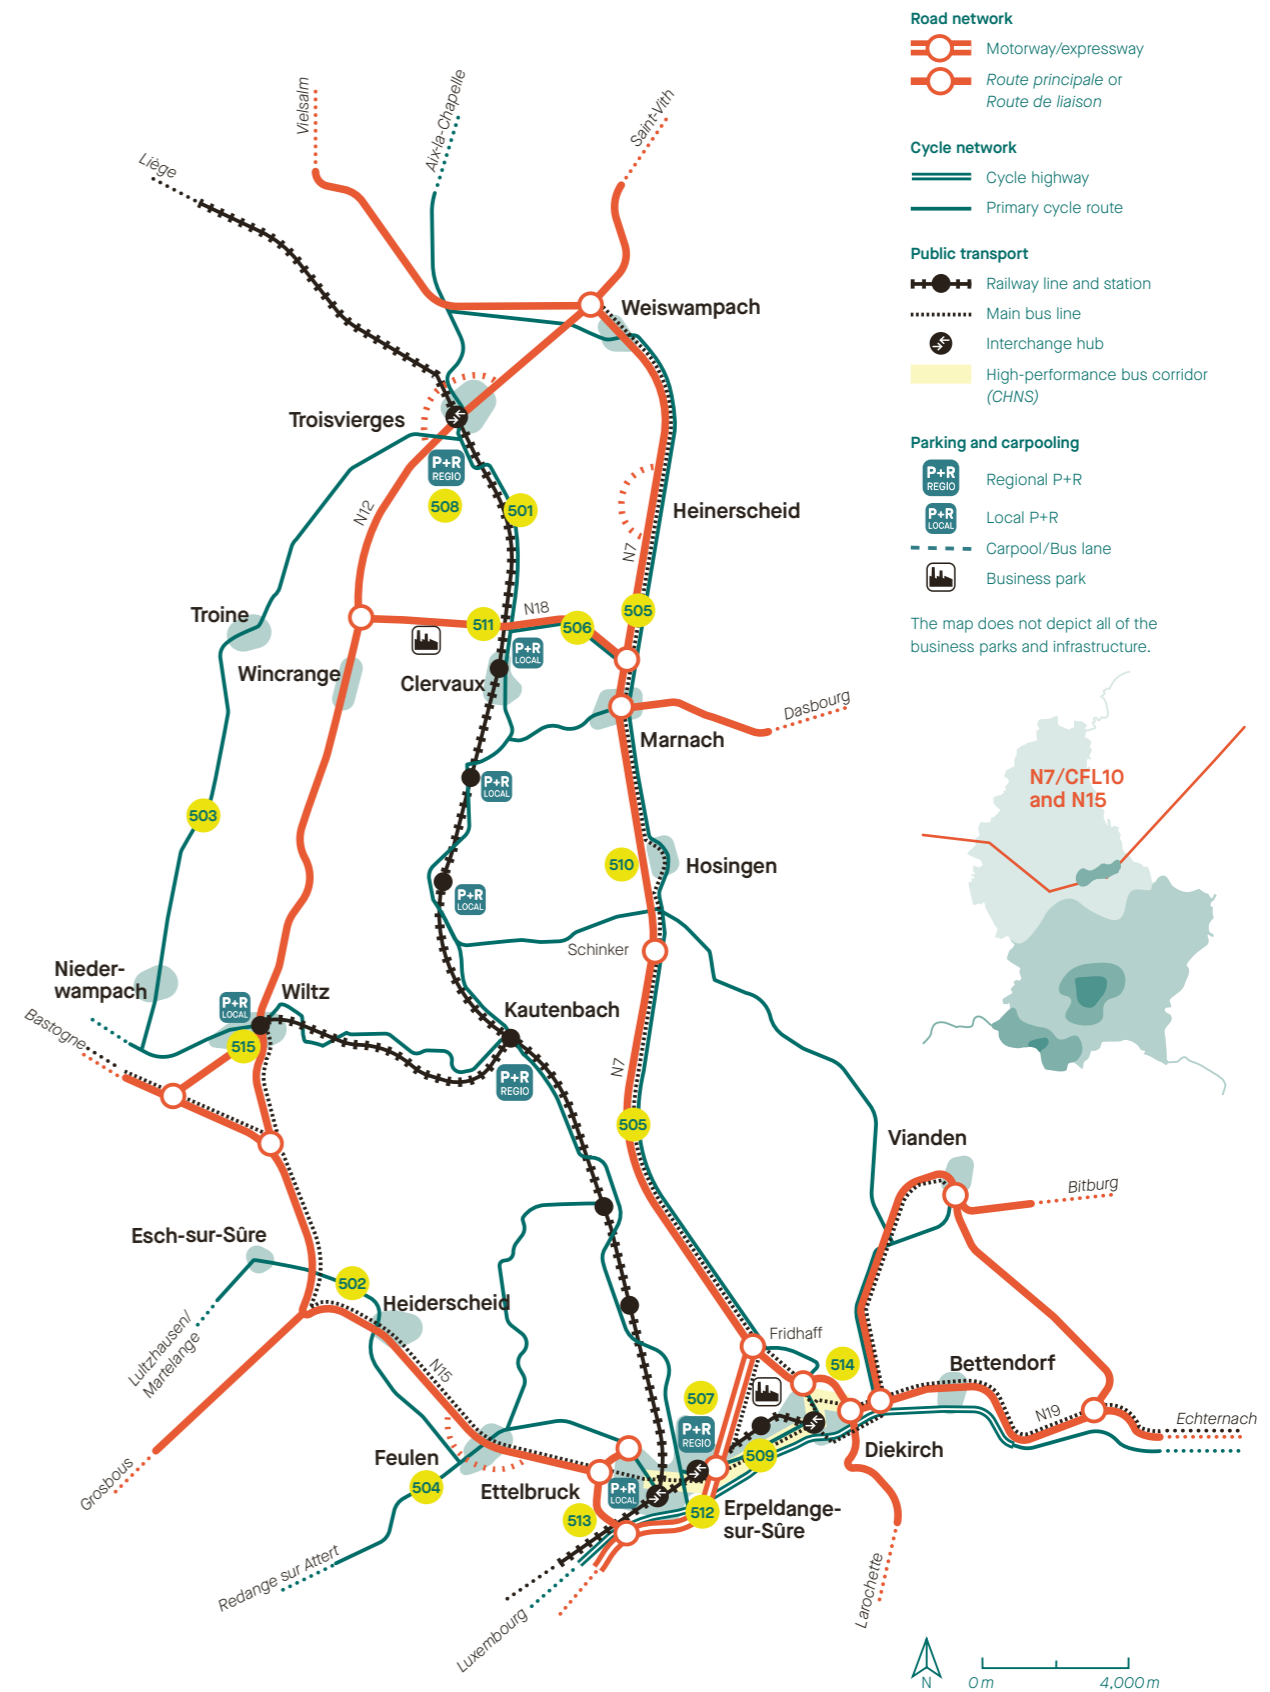 Road network
Motorway/expressway
Route principale or
Route de liaison
Cycle network
Cycle highway
Primary cycle route
Public transport
Railway line and station
Main bus line
Interchange hub
High-performance bus corridor
(CHNS)
Parking and carpooling
P+R
REGIO
Regional P+R
P+R
LOCAL
Local P+R
Carpool/Bus lane
Business park
The map does not depict all of the
business parks and infrastructure.
N7/CFL10
and N15
Vielsalm
Aix-la-Chapelle
Saint-Vith
Liège
Weiswampach
Troisvierges
P+R
REGIO
508
501
N12
Heinerscheid
N7
505
Troine
511
N18
506
P+R
LOCAL
Wincrange
Clervaux
Dasbourg
Marnach
P+R
LOCAL
503
510
Hosingen
P+R
LOCAL
Schinker
Nieder-
wampach
Wiltz
P+R
LOCAL
Kautenbach
Bastogne
515
P+R
REGIO
N7
505
Vianden
Bitburg
Esch-sur-Sûre
502
Heiderscheid
Lultzhausen/
Martelange
N15
Fridhaff
514
Bettendorf
507
P+R
REGIO
N19
Echternach
Feulen
509
Diekirch
Grosbous
504
Ettelbruck
P+R
LOCAL
512
Erpeldange-
sur-Sûre
513
Redange sur Attert
Luxembourg
Larochette
N
0 m
4,000 m